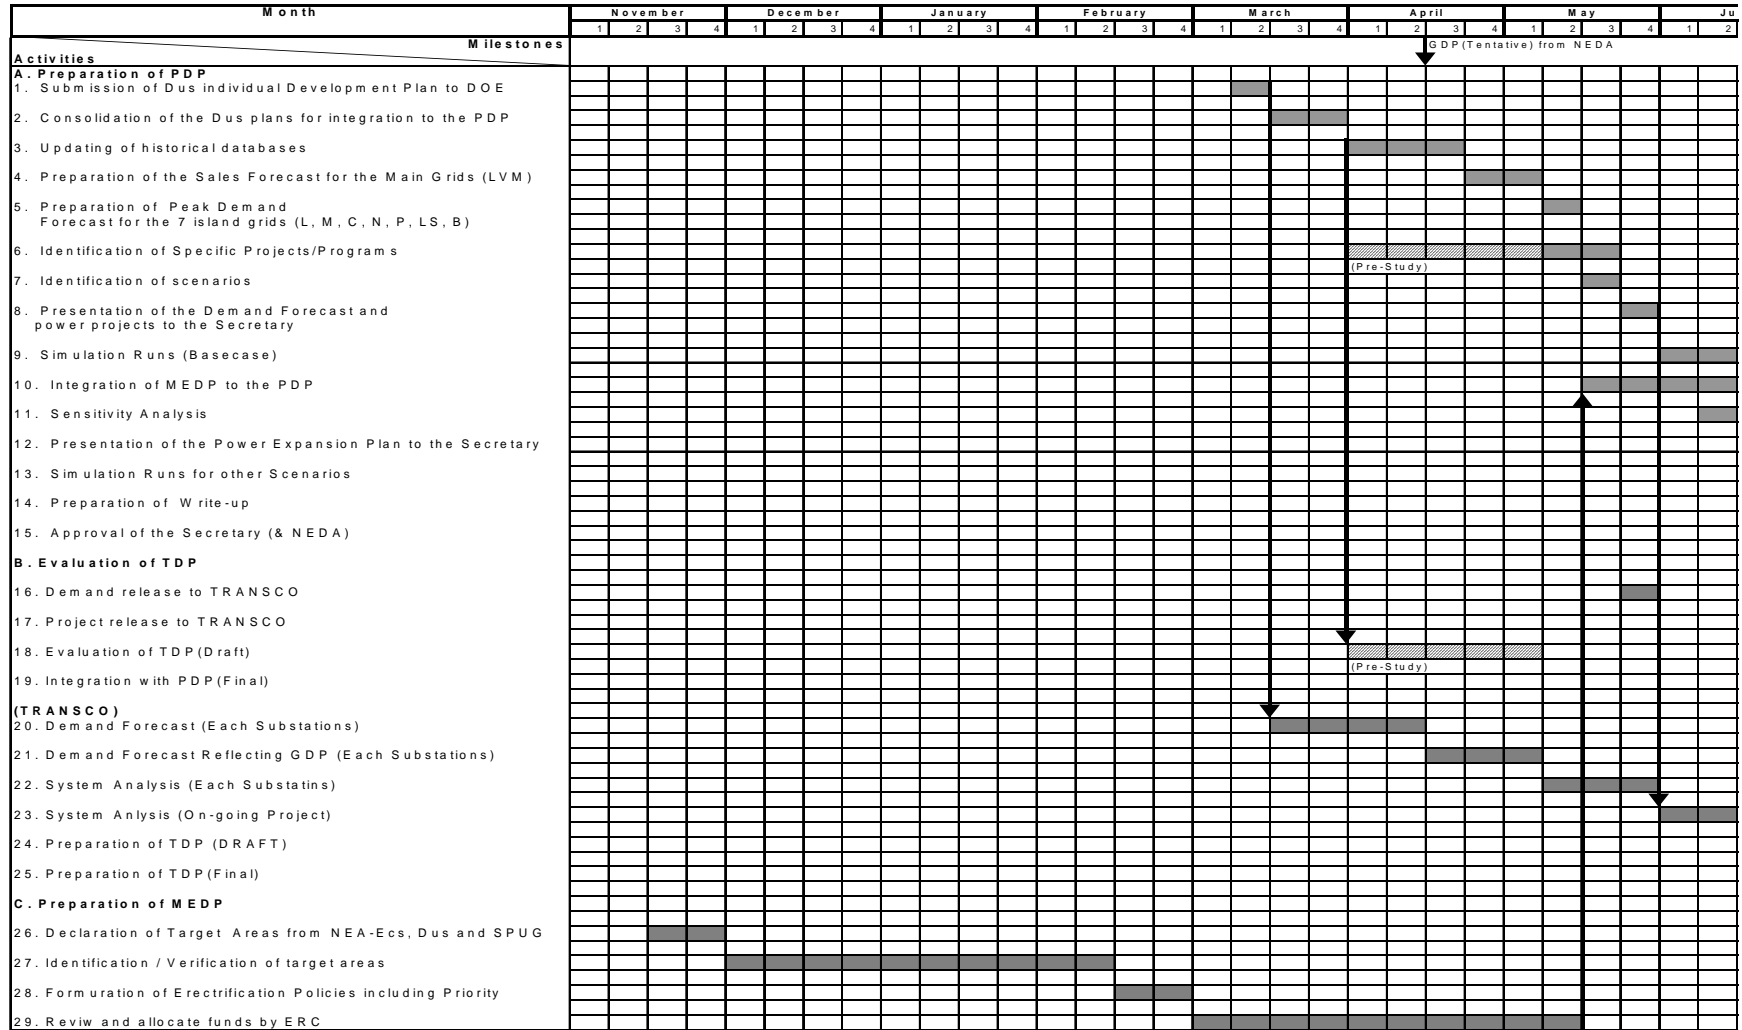 Month
November December January February March April May Ju
1 2 3 4 1 2 3 4 1 2 3 4 1 2 3 4 1 2 3 4 1 2 3 4 1 2 3 4 1 2
Milestones
GDP(Tentative) from NEDA
Activities
A. Preparation of PDP
1. Submission of Dus individual Development Plan to DOE
2. Consolidation of the Dus plans for integration to the PDP
3. Updating of historical databases
4. Preparation of the Sales Forecast for the Main Grids (LVM)
5. Preparation of Peak Demand
Forecast for the 7 island grids (L, M, C, N, P, LS, B)
6. Identification of Specific Projects/Programs
(Pre-Study)
7. Identification of scenarios
8. Presentation of the Demand Forecast and
power projects to the Secretary
9. Simulation Runs (Basecase)
10. Integration of MEDP to the PDP
11. Sensitivity Analysis
12. Presentation of the Power Expansion Plan to the Secretary
13. Simulation Runs for other Scenarios
14. Preparation of Write-up
15. Approval of the Secretary (& NEDA)
B. Evaluation of TDP
16. Demand release to TRANSCO
17. Project release to TRANSCO
18. Evaluation of TDP(Draft)
(Pre-Study)
19. Integration with PDP(Final)
(TRANSCO)
20. Demand Forecast (Each Substations)
21. Demand Forecast Reflecting GDP (Each Substations)
22. System Analysis (Each Substatins)
23. System Anlysis (On-going Project)
24. Preparation of TDP (DRAFT)
25. Preparation of TDP(Final)
C. Preparation of MEDP
26. Declaration of Target Areas from NEA-Ecs, Dus and SPUG
27. Identification / Verification of target areas
28. Formuration of Erectrification Policies including Priority
29. Reviw and allocate funds by ERC